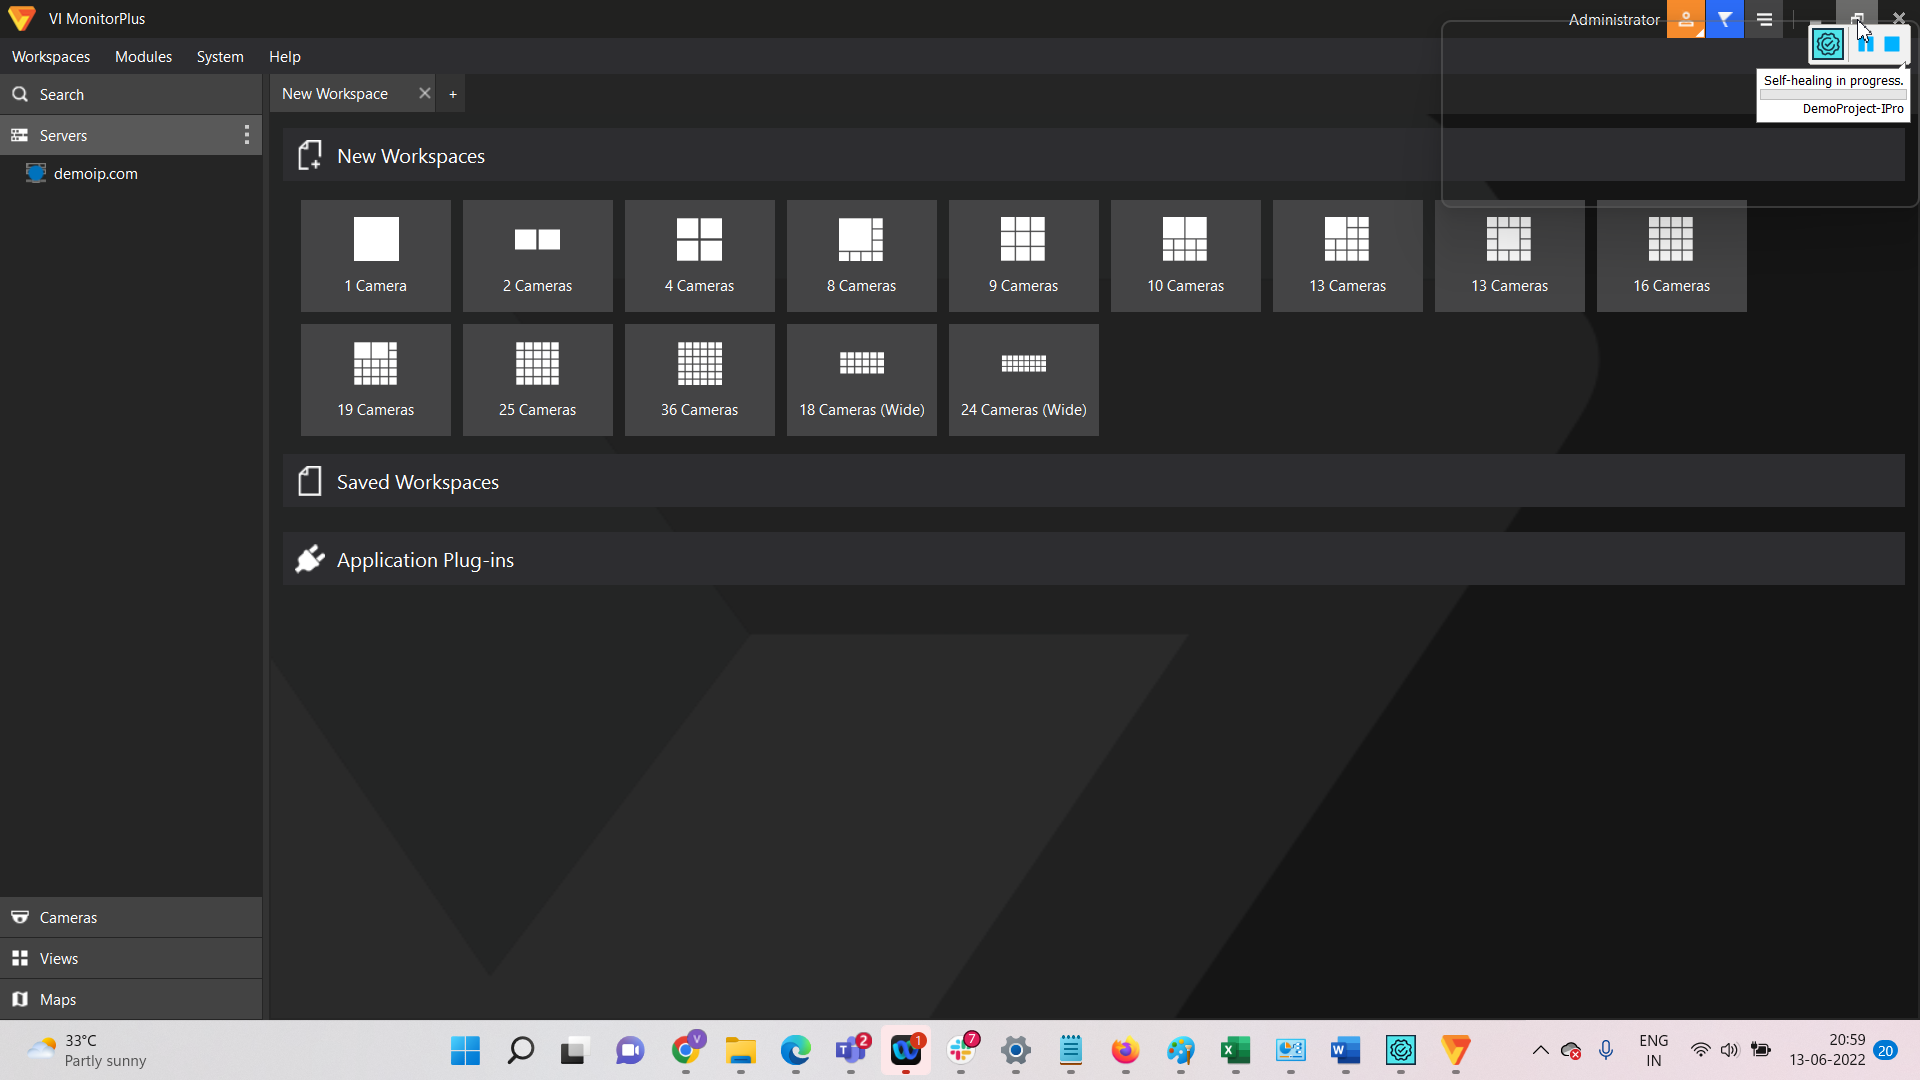 VI MonitorPlus
Administrator
Workspaces Modules System Help
Self-healing in progress.
DemoProject-IPro
Search
New Workspace
+
Servers
demoip.com
New Workspaces
1 Camera
2 Cameras
4 Cameras
8 Cameras
9 Cameras
10 Cameras
13 Cameras
13 Cameras
16 Cameras
19 Cameras
25 Cameras
36 Cameras
18 Cameras (Wide)
24 Cameras (Wide)
Saved Workspaces
Application Plug-ins
Cameras
Views
Maps
33°C
Partly sunny
V
2
1
7
ENG
IN
20:59
13-06-2022
20